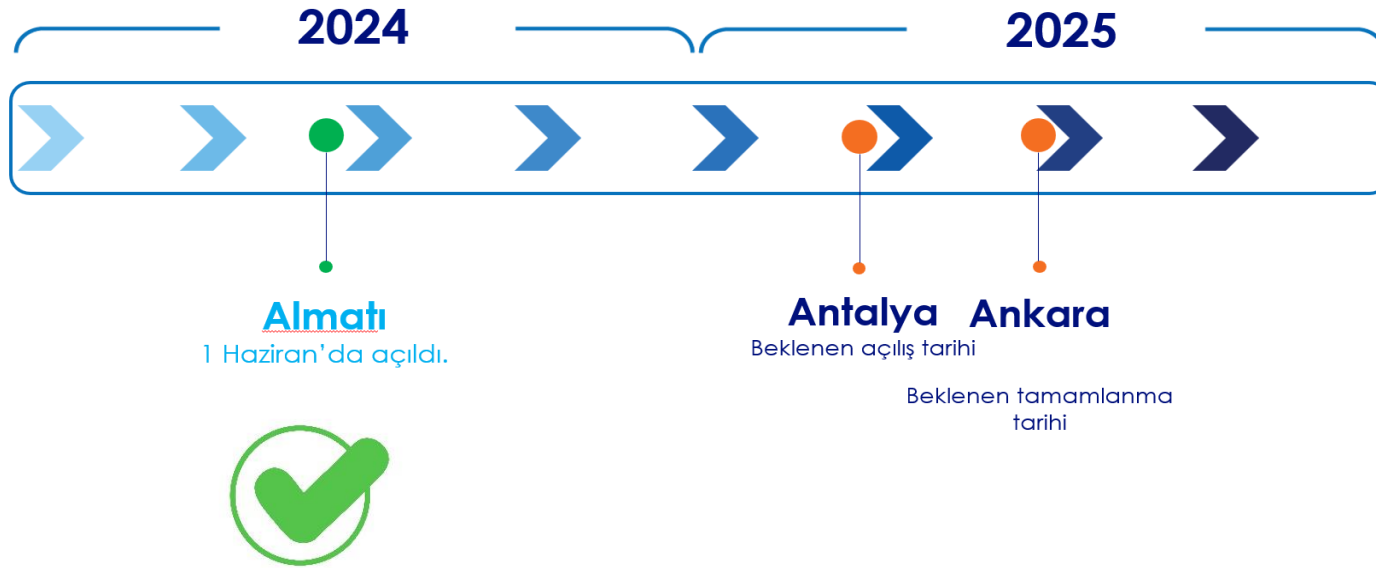 2024
2025
Almatı
1 Haziran’da açıldı.
Antalya
Beklenen açılış tarihi
Ankara
Beklenen tamamlanma
tarihi